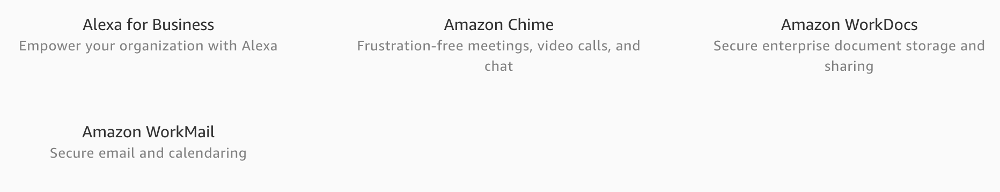 Alexa for Business
Empower your organization with Alexa
Amazon Chime
Frustration-free meetings, video calls, and
chat
Amazon WorkDocs
Secure enterprise document storage and
sharing
Amazon WorkMail
Secure email and calendaring